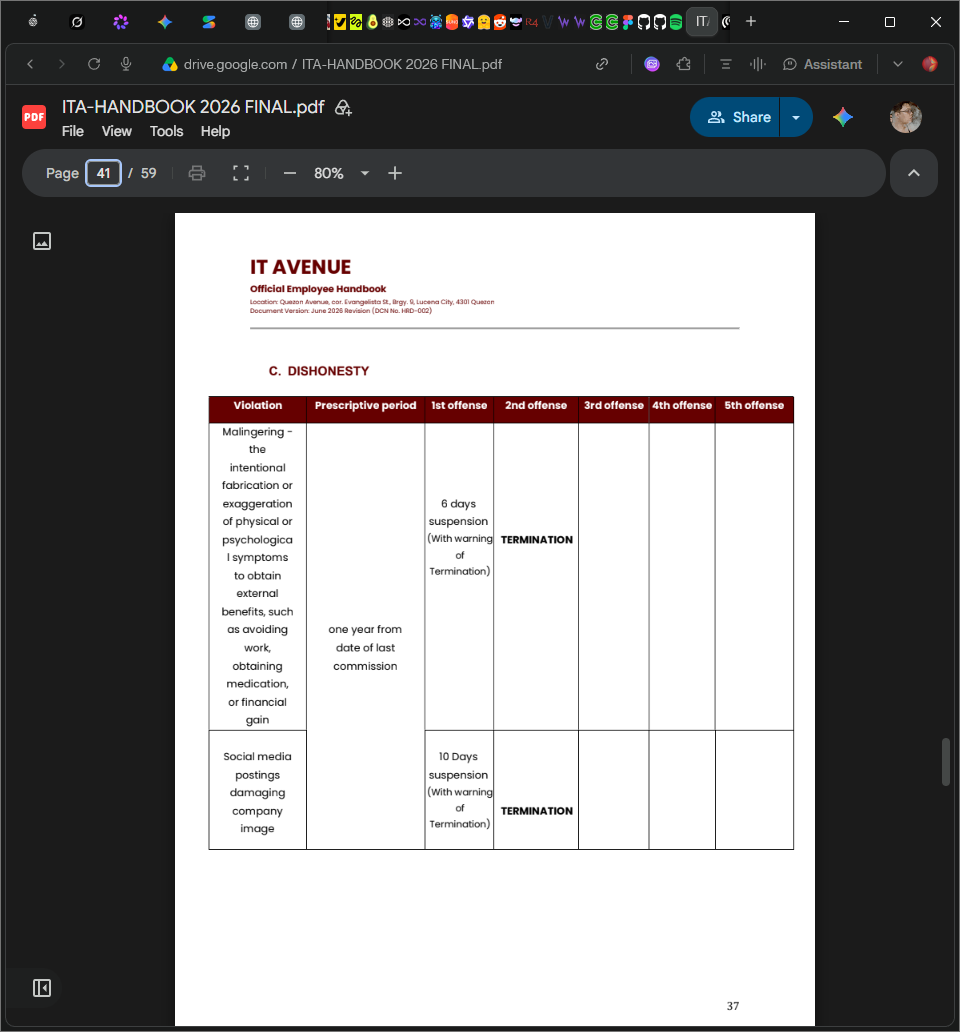 drive.google.com / ITA-HANDBOOK 2026 FINAL.pdf
Assistant
PDF
ITA-HANDBOOK 2026 FINAL.pdf
File View Tools Help
Share
Page 41 / 59
80%
IT AVENUE
Official Employee Handbook
Location: Quezon Avenue, cor. Evangelista St., Brgy. 9, Lucena City, 4301 Quezon
Document Version: June 2026 Revision (DCN No. HRD-002)
C. DISHONESTY
Violation Prescriptive period 1st offense 2nd offense 3rd offense 4th offense 5th offense
Malingering -
the
intentional
fabrication or
exaggeration
of physical or
psychologica
l symptoms
to obtain
external
benefits, such
as avoiding
work,
obtaining
medication,
or financial
gain
one year from
date of last
commission
6 days
suspension
(With warning
of
Termination)
TERMINATION
Social media
postings
damaging
company
image
10 Days
suspension
(With warning
of
Termination)
TERMINATION
37